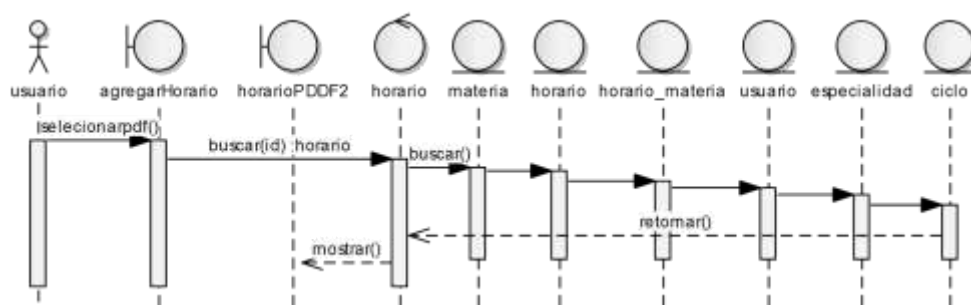 usuario
agregarHorario
horarioPDDF2
horario
materia
horario
horario_materia
usuario
especialidad
ciclo
selecionarpdf()
buscar(id) :horario
buscar()
retornar()
mostrar()